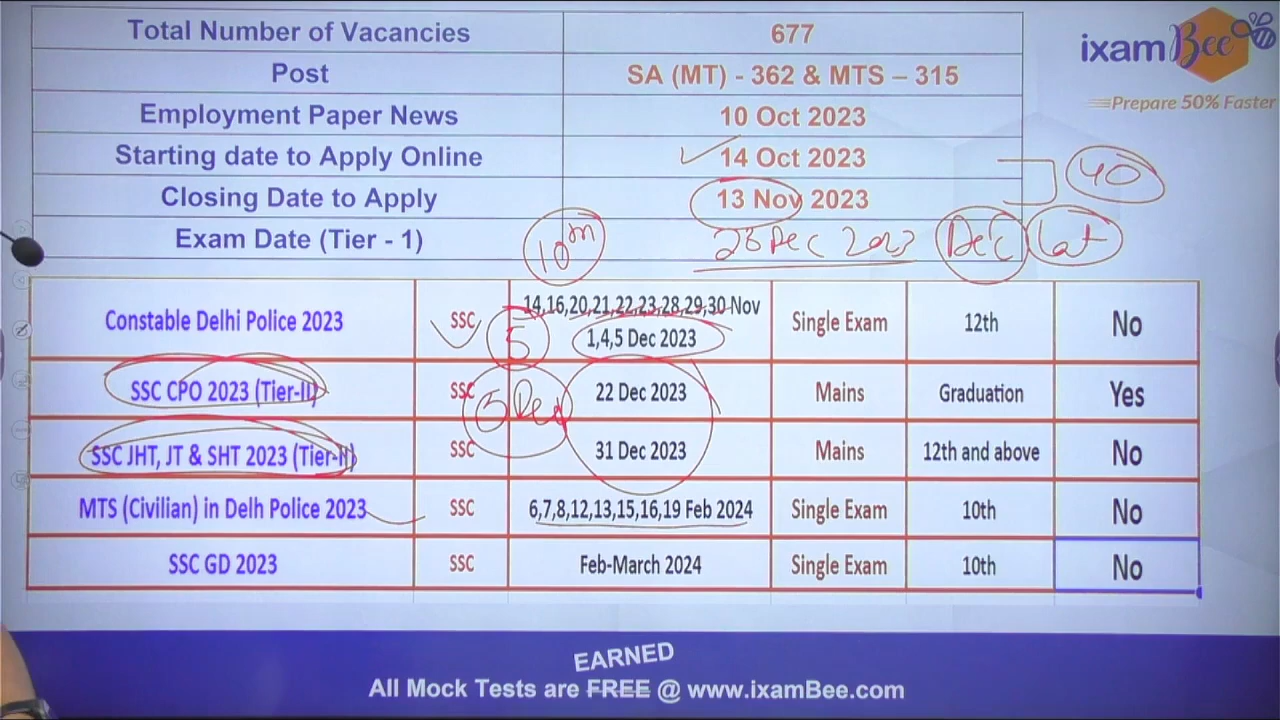 Total Number of Vacancies 677
ixamBee
Post SA (MT) - 362 & MTS – 315
Prepare 50% Faster
Employment Paper News 10 Oct 2023
Starting date to Apply Online 14 Oct 2023
40
Closing Date to Apply 13 Nov 2023
Exam Date (Tier - 1) 10m Dec 2023 Dec Last
Constable Delhi Police 2023 SSC 14,16,20,21,22,23,28,29,30 Nov 1,4,5 Dec 2023 Single Exam 12th No
5
SSC CPO 2023 (Tier-II) SSC 22 Dec 2023 Mains Graduation Yes
5 Dec
SSC JHT, JT & SHT 2023 (Tier-II) SSC 31 Dec 2023 Mains 12th and above No
MTS (Civilian) in Delh Police 2023 SSC 6,7,8,12,13,15,16,19 Feb 2024 Single Exam 10th No
SSC GD 2023 SSC Feb-March 2024 Single Exam 10th No
EARNED
All Mock Tests are FREE @ www.ixamBee.com